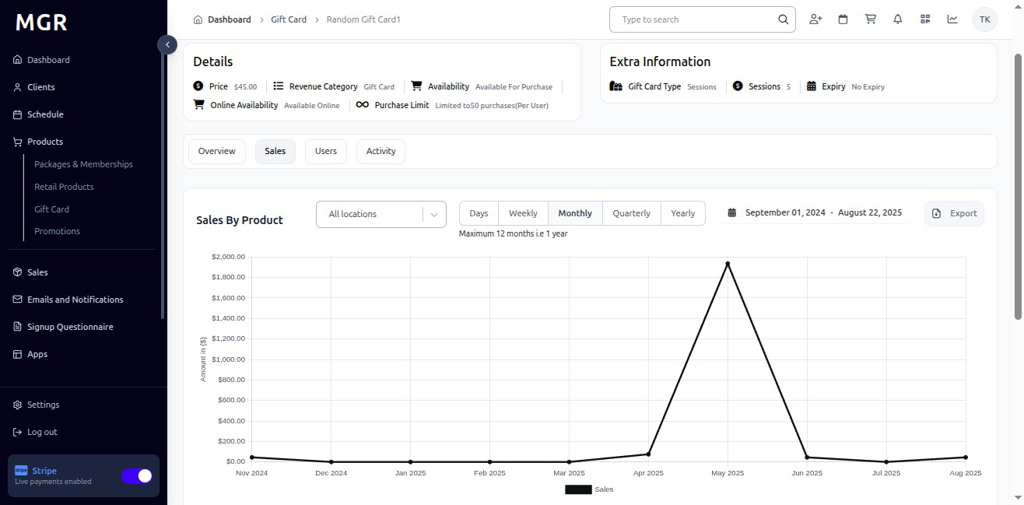 MGR
Dashboard
Clients
Schedule
Products
Packages & Memberships
Retail Products
Gift Card
Promotions
Sales
Emails and Notifications
Signup Questionnaire
Apps
Settings
Log out
Stripe
Live payments enabled
Dashboard > Gift Card > Random Gift Card1
Type to search
TK
Details
Price $45.00 Revenue Category Gift Card Availability Available For Purchase
Online Availability Available Online Purchase Limit Limited to50 purchases(Per User)
Extra Information
Gift Card Type Sessions Sessions 5 Expiry No Expiry
Overview Sales Users Activity
Sales By Product
All locations
Days Weekly Monthly Quarterly Yearly
Maximum 12 months i.e 1 year
September 01, 2024 - August 22, 2025
Export
Amount in ($)
$2,000.00
$1,800.00
$1,600.00
$1,400.00
$1,200.00
$1,000.00
$800.00
$600.00
$400.00
$200.00
$0.00
Nov 2024 Dec 2024 Jan 2025 Feb 2025 Mar 2025 Apr 2025 May 2025 Jun 2025 Jul 2025 Aug 2025
Sales